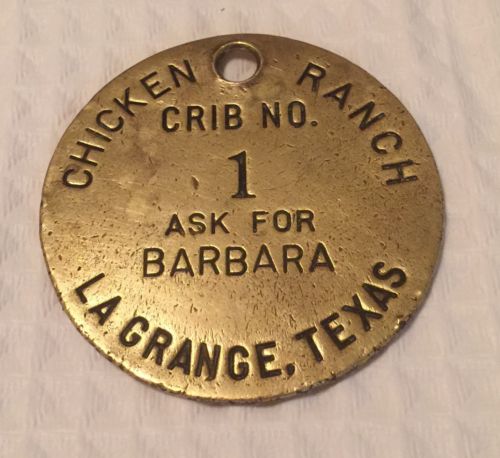 CHICKEN RANCH
CRIB NO.
1
ASK FOR
BARBARA
LA GRANGE, TEXAS